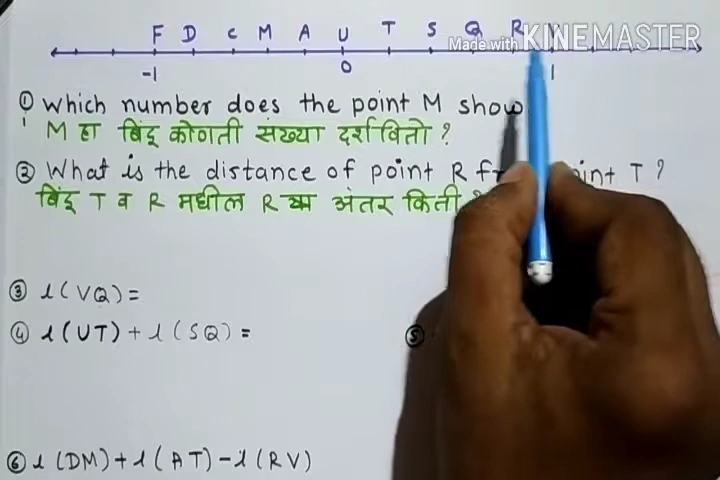 F D C M A U T S Q R
Made with KINEMASTER
-1 0 1
① Which number does the point M show
M हा बिंदू कोणती संख्या दर्शवितो ?
② What is the distance of point R point T ?
बिंदू T व R मधील अंतर किती ?
③ l(VQ)=
④ l(UT) + l(SQ) =
⑤
⑥ l(DM)+l(AT)-l(RV)